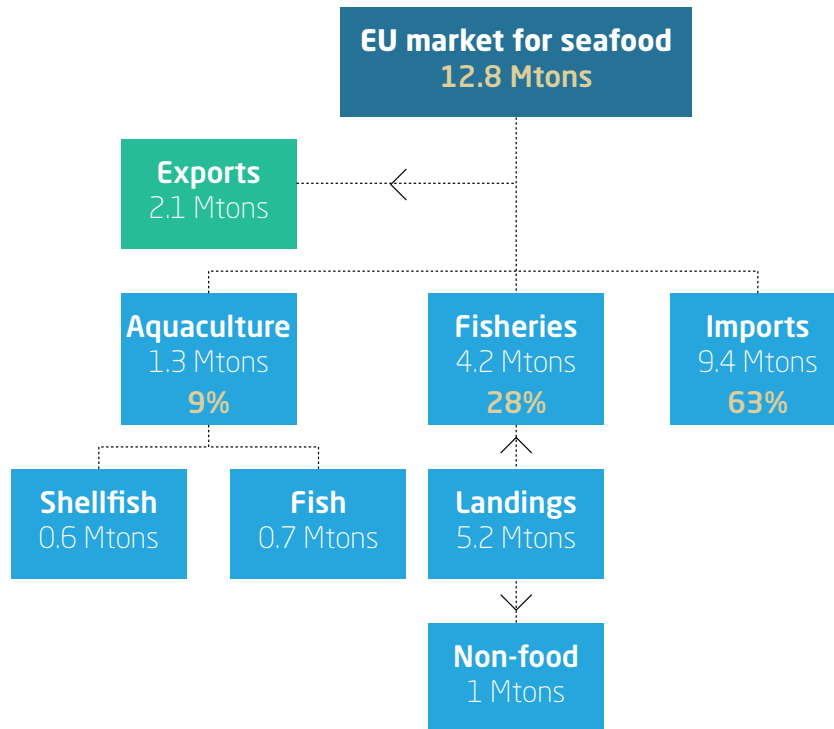 EU market for seafood
12.8 Mtons
Exports
2.1 Mtons
Aquaculture
1.3 Mtons
9%
Fisheries
4.2 Mtons
28%
Imports
9.4 Mtons
63%
Shellfish
0.6 Mtons
Fish
0.7 Mtons
Landings
5.2 Mtons
Non-food
1 Mtons